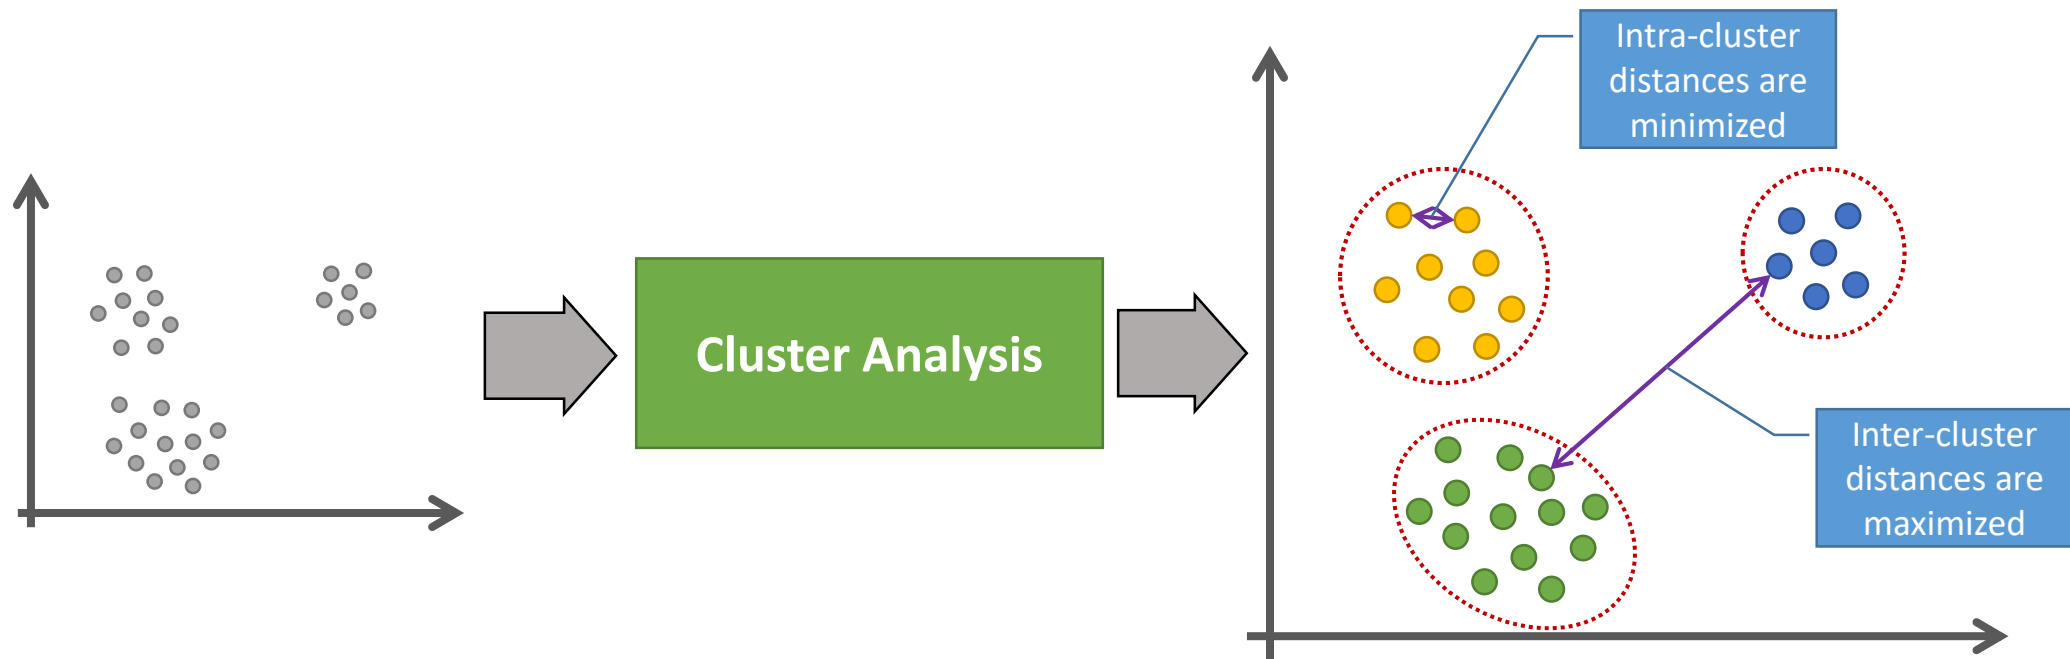 Cluster Analysis
Intra-cluster
distances are
minimized
Inter-cluster
distances are
maximized